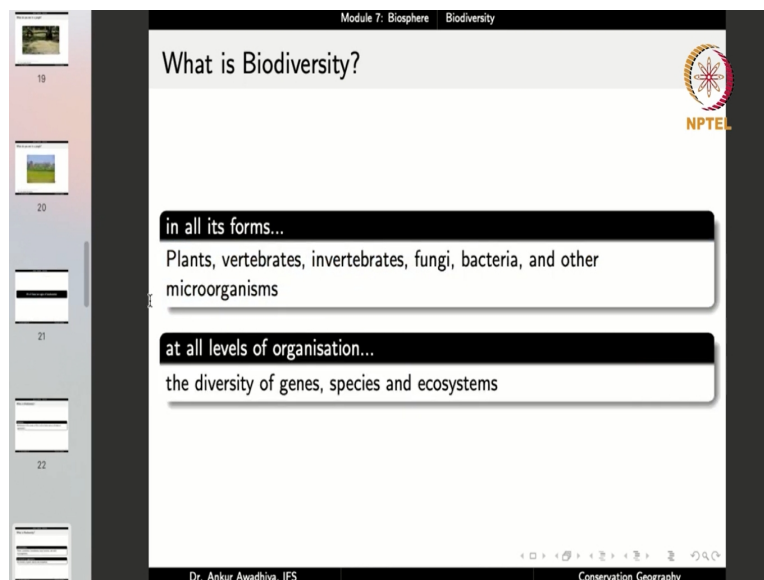 Module 7: Biosphere Biodiversity
What is Biodiversity?
NPTEL
in all its forms...
Plants, vertebrates, invertebrates, fungi, bacteria, and other
microorganisms
at all levels of organisation...
the diversity of genes, species and ecosystems
19
20
21
22
Dr. Ankur Awadhiya, IFS Conservation Geography